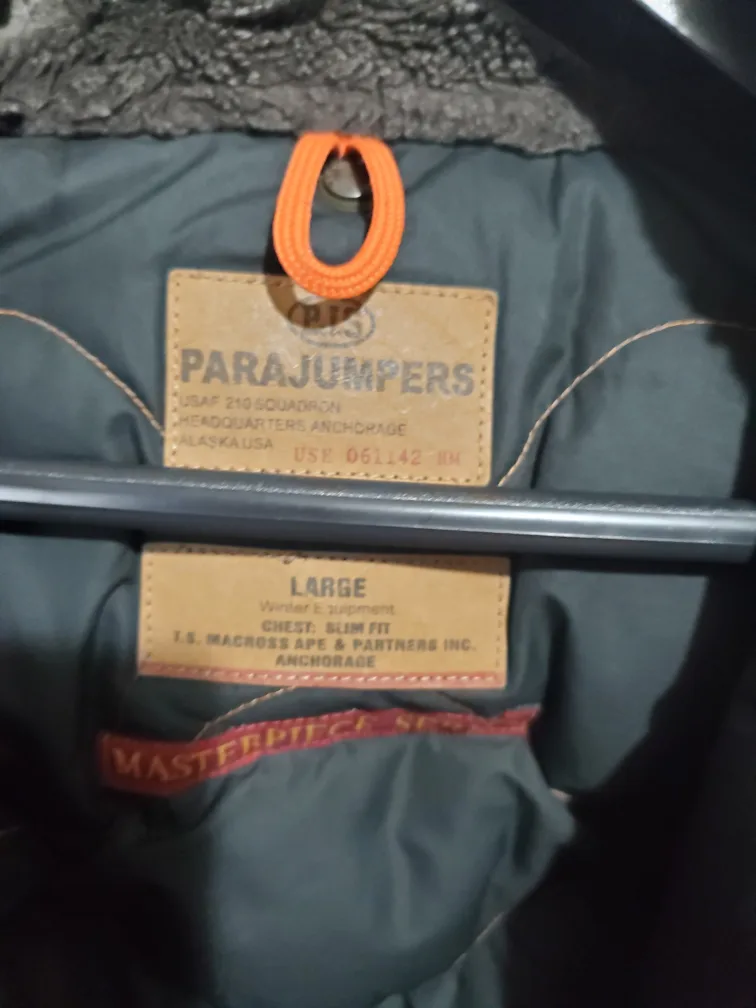 PJS
PARAJUMPERS
USAF 210 SQUADRON
HEADQUARTERS ANCHORAGE
ALASKA USA USE 061142 HM
LARGE
Winter Equipment
CHEST: SLIM FIT
I.S. MACROSS APE & PARTNERS INC.
ANCHORAGE
MASTERPIECE